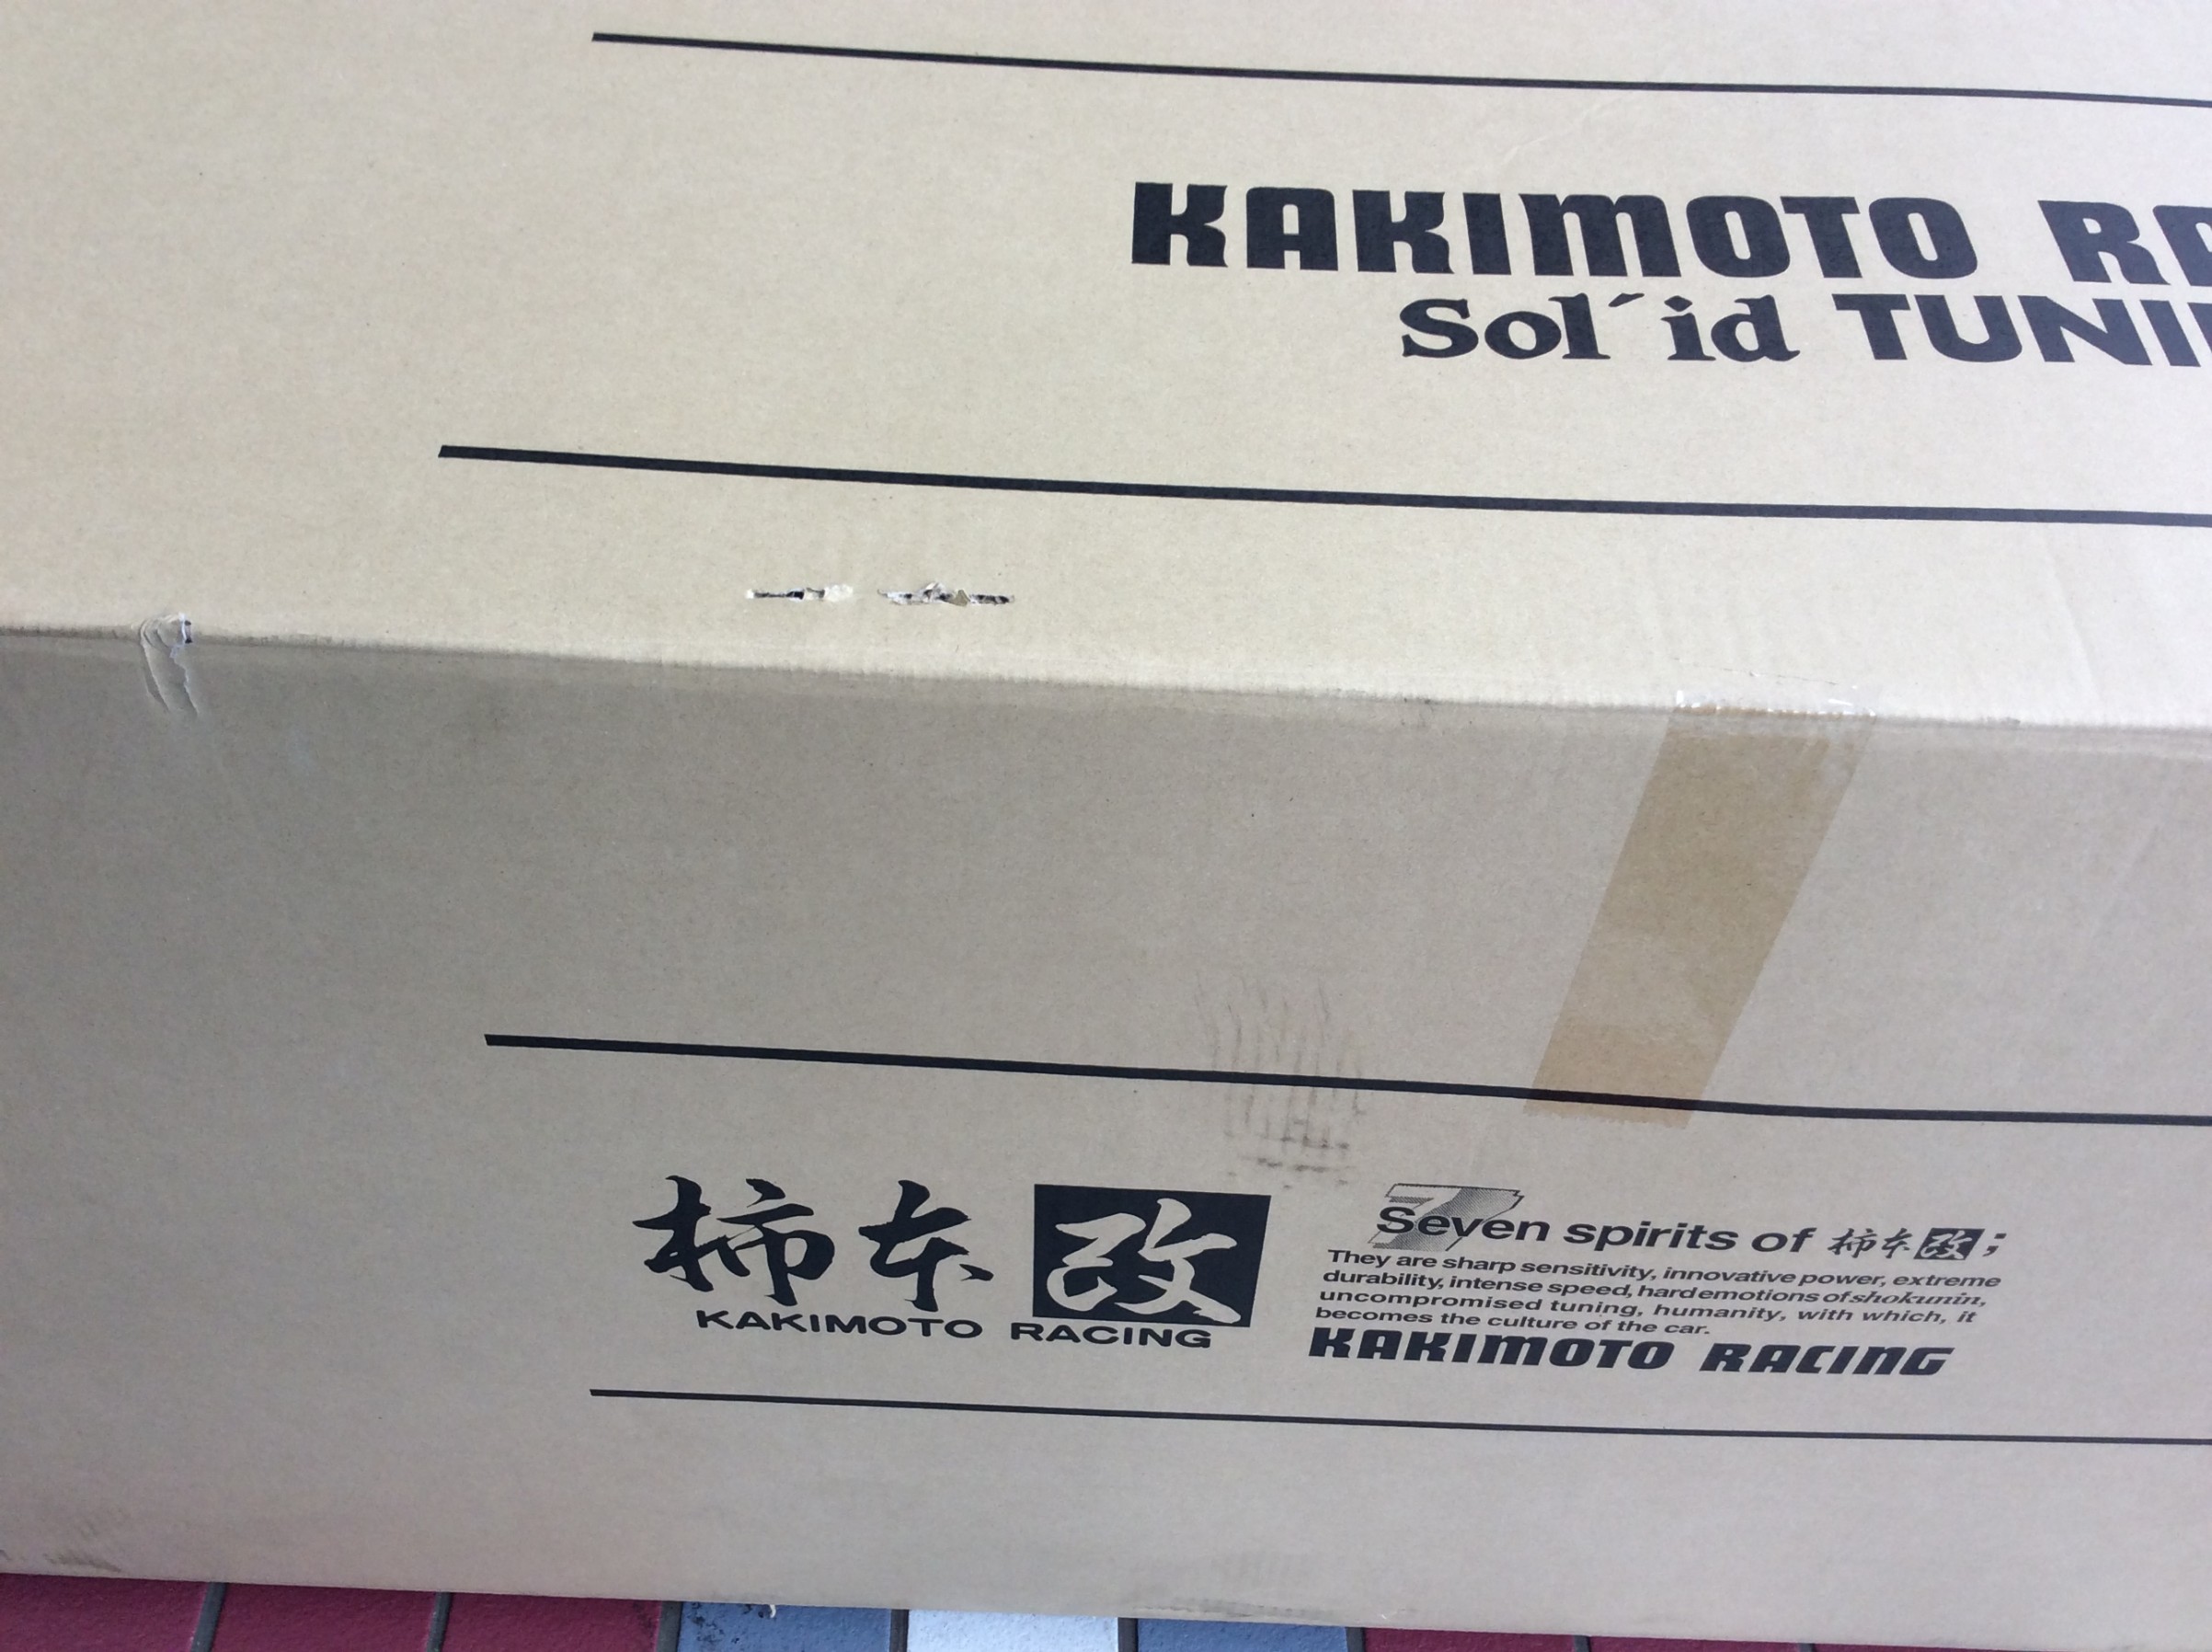 KAKIMOTO RA
Sol´id TUNI
柿本改
KAKIMOTO RACING
7
Seven spirits of 柿本改;
They are sharp sensitivity, innovative power, extreme
durability, intense speed, hard emotions of shokunin,
uncompromised tuning, humanity, with which, it
becomes the culture of the car.
KAKIMOTO RACING